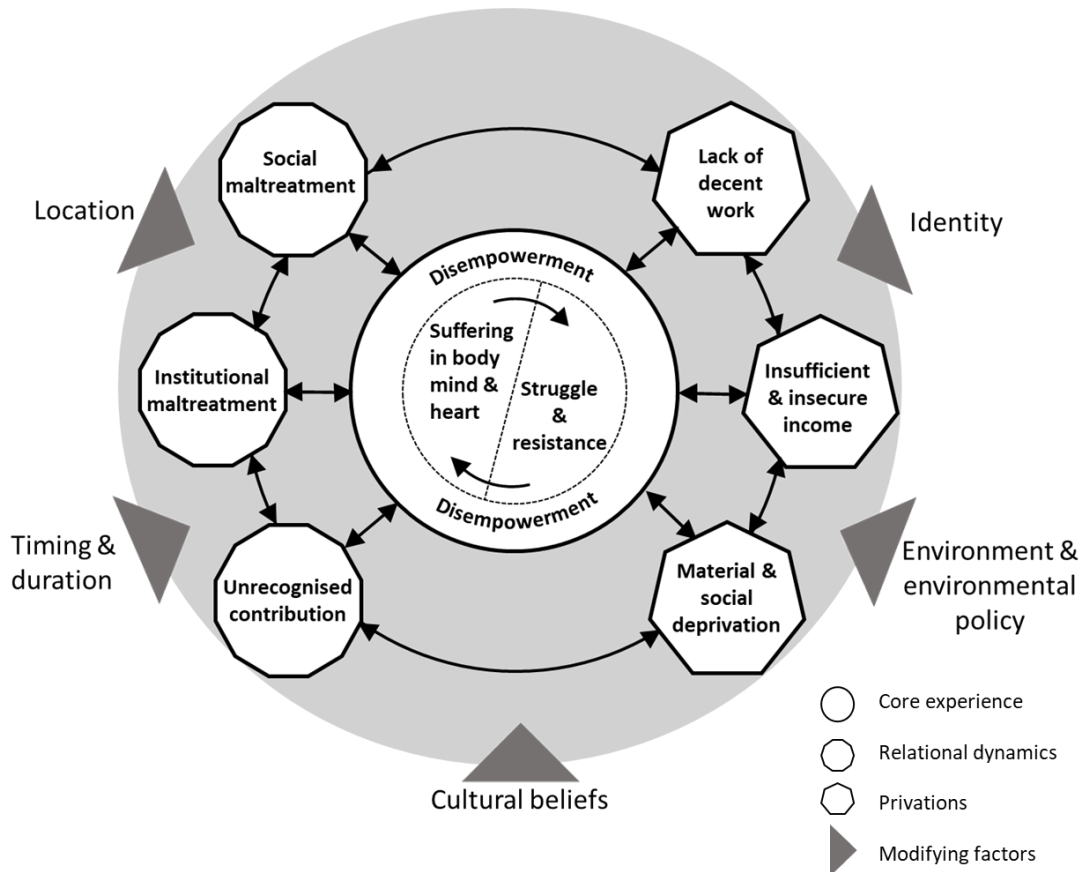 Social
maltreatment
Lack of
decent
work
Location
Identity
Disempowerment
Suffering
in body
mind &
heart
Struggle
&
resistance
Disempowerment
Institutional
maltreatment
Insufficient
& insecure
income
Timing &
duration
Unrecognised
contribution
Material &
social
deprivation
Environment &
environmental
policy
Cultural beliefs
Core experience
Relational dynamics
Privations
Modifying factors